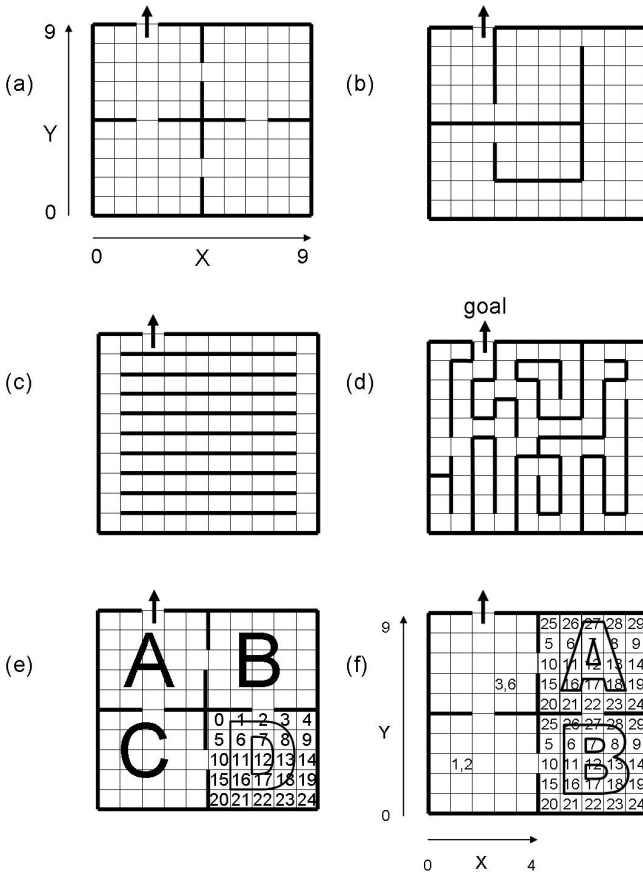 (a)
9
Y
0
0 X 9
(b)
(c)
(d)
goal
(e)
A B
C D
0 1 2 3 4
5 6 7 8 9
10 11 12 13 14
15 16 17 18 19
20 21 22 23 24
(f)
9
Y
0
0 X 4
3,6
1,2
A
25 26 27 28 29
5 6 7 8 9
10 11 12 13 14
15 16 17 18 19
20 21 22 23 24
B
25 26 27 28 29
5 6 7 8 9
10 11 12 13 14
15 16 17 18 19
20 21 22 23 24